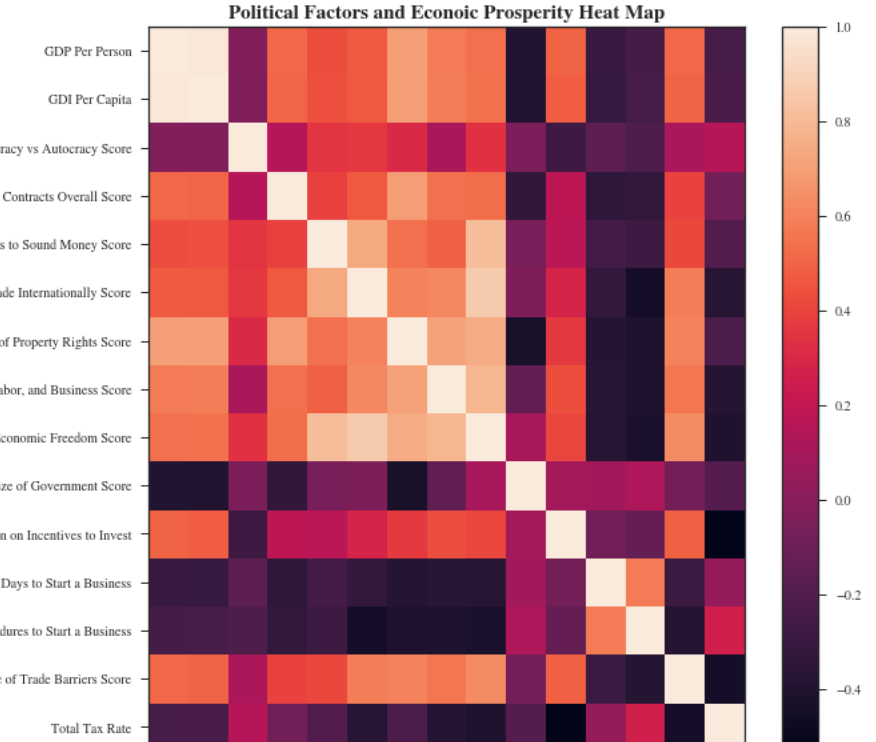 Political Factors and Econoic Prosperity Heat Map
GDP Per Person
GDI Per Capita
racy vs Autocracy Score
Contracts Overall Score
s to Sound Money Score
ade Internationally Score
of Property Rights Score
abor, and Business Score
conomic Freedom Score
ize of Government Score
n on Incentives to Invest
Days to Start a Business
dures to Start a Business
e of Trade Barriers Score
Total Tax Rate
1.0
0.8
0.6
0.4
0.2
0.0
−0.2
−0.4